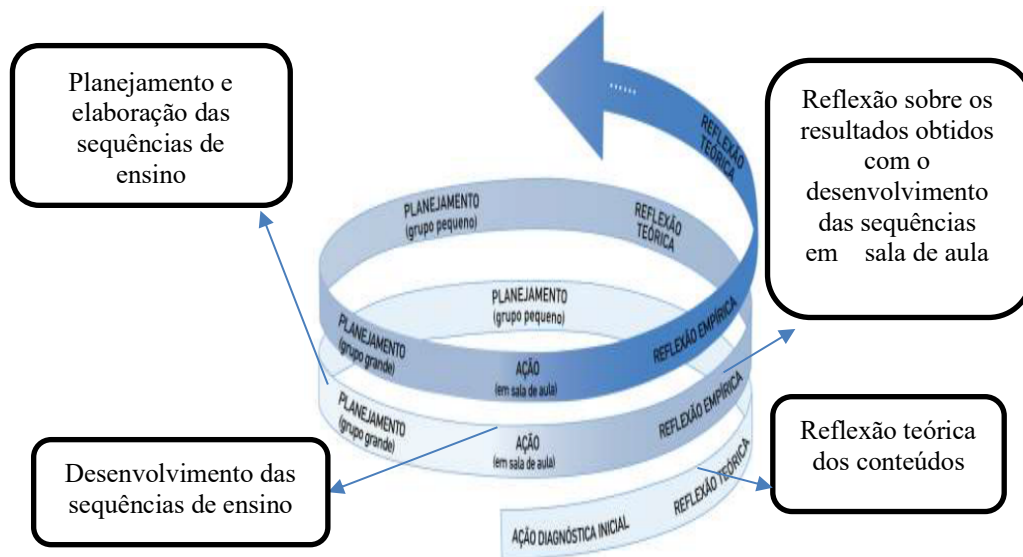 Planejamento e
elaboração das
sequências de
ensino
Reflexão sobre os
resultados obtidos
com o
desenvolvimento
das sequências
em sala de aula
Desenvolvimento das
sequências de ensino
Reflexão teórica
dos conteúdos
......
REFLEXÃO
TEÓRICA
PLANEJAMENTO
(grupo pequeno)
REFLEXÃO
TEÓRICA
PLANEJAMENTO
(grupo pequeno)
PLANEJAMENTO
(grupo grande)
AÇÃO
(em sala de aula)
REFLEXÃO EMPÍRICA
PLANEJAMENTO
(grupo grande)
AÇÃO
(em sala de aula)
REFLEXÃO EMPÍRICA
AÇÃO DIAGNÓSTICA INICIAL
REFLEXÃO TEÓRICA